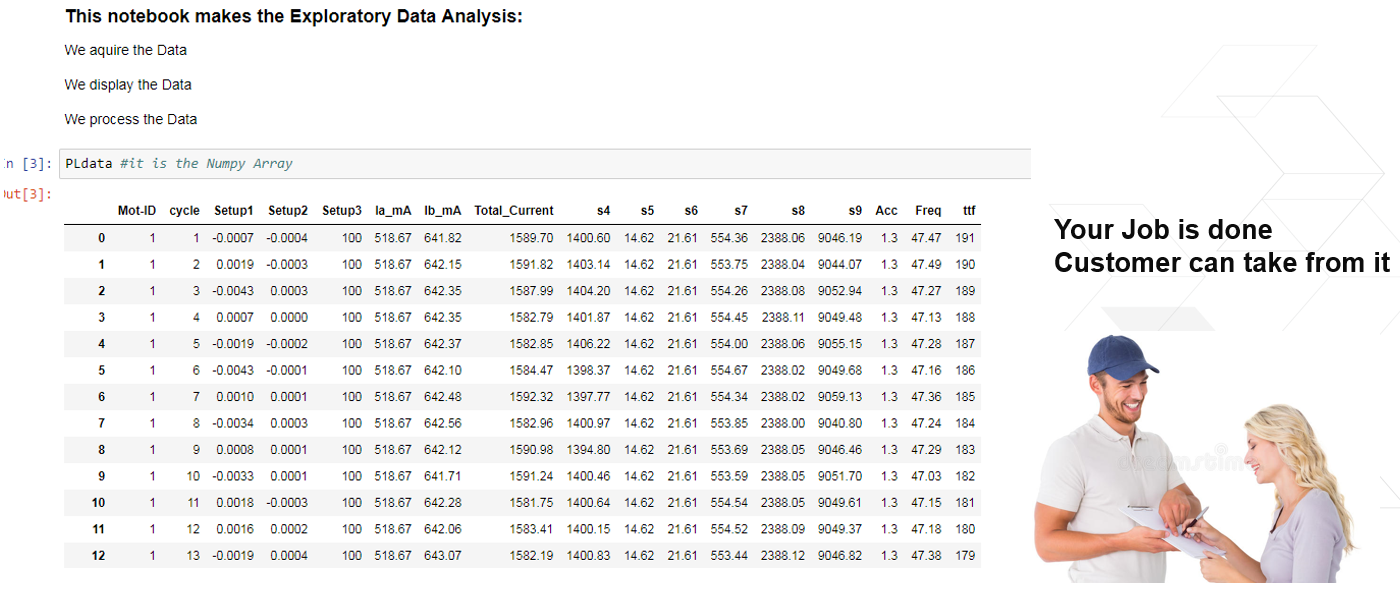 This notebook makes the Exploratory Data Analysis:
We aquire the Data
We display the Data
We process the Data
n [3]: PLdata #it is the Numpy Array
ut[3]:
Mot-ID cycle Setup1 Setup2 Setup3 Ia_mA Ib_mA Total_Current s4 s5 s6 s7 s8 s9 Acc Freq ttf
0 1 1 -0.0007 -0.0004 100 518.67 641.82 1589.70 1400.60 14.62 21.61 554.36 2388.06 9046.19 1.3 47.47 191
1 1 2 0.0019 -0.0003 100 518.67 642.15 1591.82 1403.14 14.62 21.61 553.75 2388.04 9044.07 1.3 47.49 190
2 1 3 -0.0043 0.0003 100 518.67 642.35 1587.99 1404.20 14.62 21.61 554.26 2388.08 9052.94 1.3 47.27 189
3 1 4 0.0007 0.0000 100 518.67 642.35 1582.79 1401.87 14.62 21.61 554.45 2388.11 9049.48 1.3 47.13 188
4 1 5 -0.0019 -0.0002 100 518.67 642.37 1582.85 1406.22 14.62 21.61 554.00 2388.06 9055.15 1.3 47.28 187
5 1 6 -0.0043 -0.0001 100 518.67 642.10 1584.47 1398.37 14.62 21.61 554.67 2388.02 9049.68 1.3 47.16 186
6 1 7 0.0010 0.0001 100 518.67 642.48 1592.32 1397.77 14.62 21.61 554.34 2388.02 9059.13 1.3 47.36 185
7 1 8 -0.0034 0.0003 100 518.67 642.56 1582.96 1400.97 14.62 21.61 553.85 2388.00 9040.80 1.3 47.24 184
8 1 9 0.0008 0.0001 100 518.67 642.12 1590.98 1394.80 14.62 21.61 553.69 2388.05 9046.46 1.3 47.29 183
9 1 10 -0.0033 0.0001 100 518.67 641.71 1591.24 1400.46 14.62 21.61 553.59 2388.05 9051.70 1.3 47.03 182
10 1 11 0.0018 -0.0003 100 518.67 642.28 1581.75 1400.64 14.62 21.61 554.54 2388.05 9049.61 1.3 47.15 181
11 1 12 0.0016 0.0002 100 518.67 642.06 1583.41 1400.15 14.62 21.61 554.52 2388.09 9049.37 1.3 47.18 180
12 1 13 -0.0019 0.0004 100 518.67 643.07 1582.19 1400.83 14.62 21.61 553.44 2388.12 9046.82 1.3 47.38 179
Your Job is done
Customer can take from it